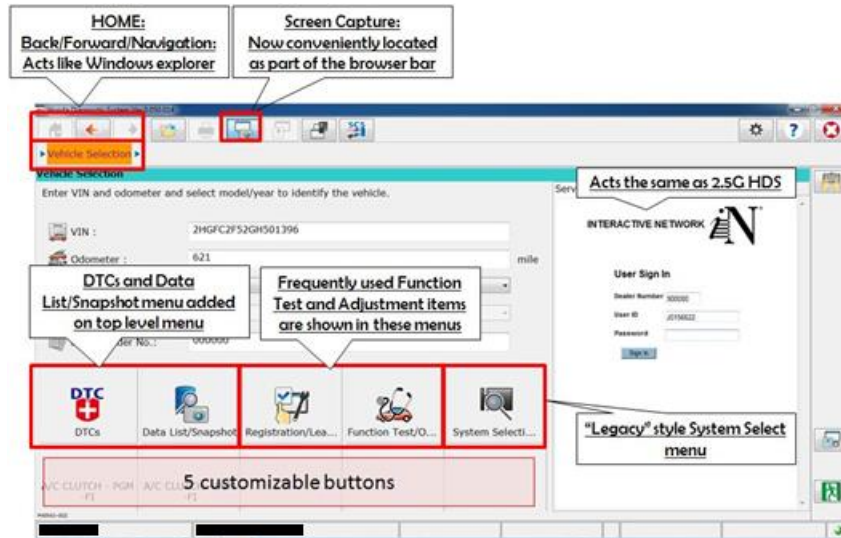 HOME:
Back/Forward/Navigation:
Acts like Windows explorer
Screen Capture:
Now conveniently located
as part of the browser bar
Vehicle Selection
Vehicle Selection
Enter VIN and odometer and select model/year to identify the vehicle.
Acts the same as 2.5G HDS
INTERACTIVE NETWORK iN
VIN :
2HGFC2F52GH501396
Odometer :
621
mile
User Sign In
Dealer Number
User ID
Password
Sign In
DTCs and Data
List/Snapshot menu added
on top level menu
Frequently used Function
Test and Adjustment items
are shown in these menus
No.:
000000
DTC
DTCs
Data List/Snapshot
Registration/Lea...
Function Test/O...
System Selecti...
"Legacy" style System Select
menu
A/C CLUTCH - PGM
-FI
A/C
-FI
5 customizable buttons